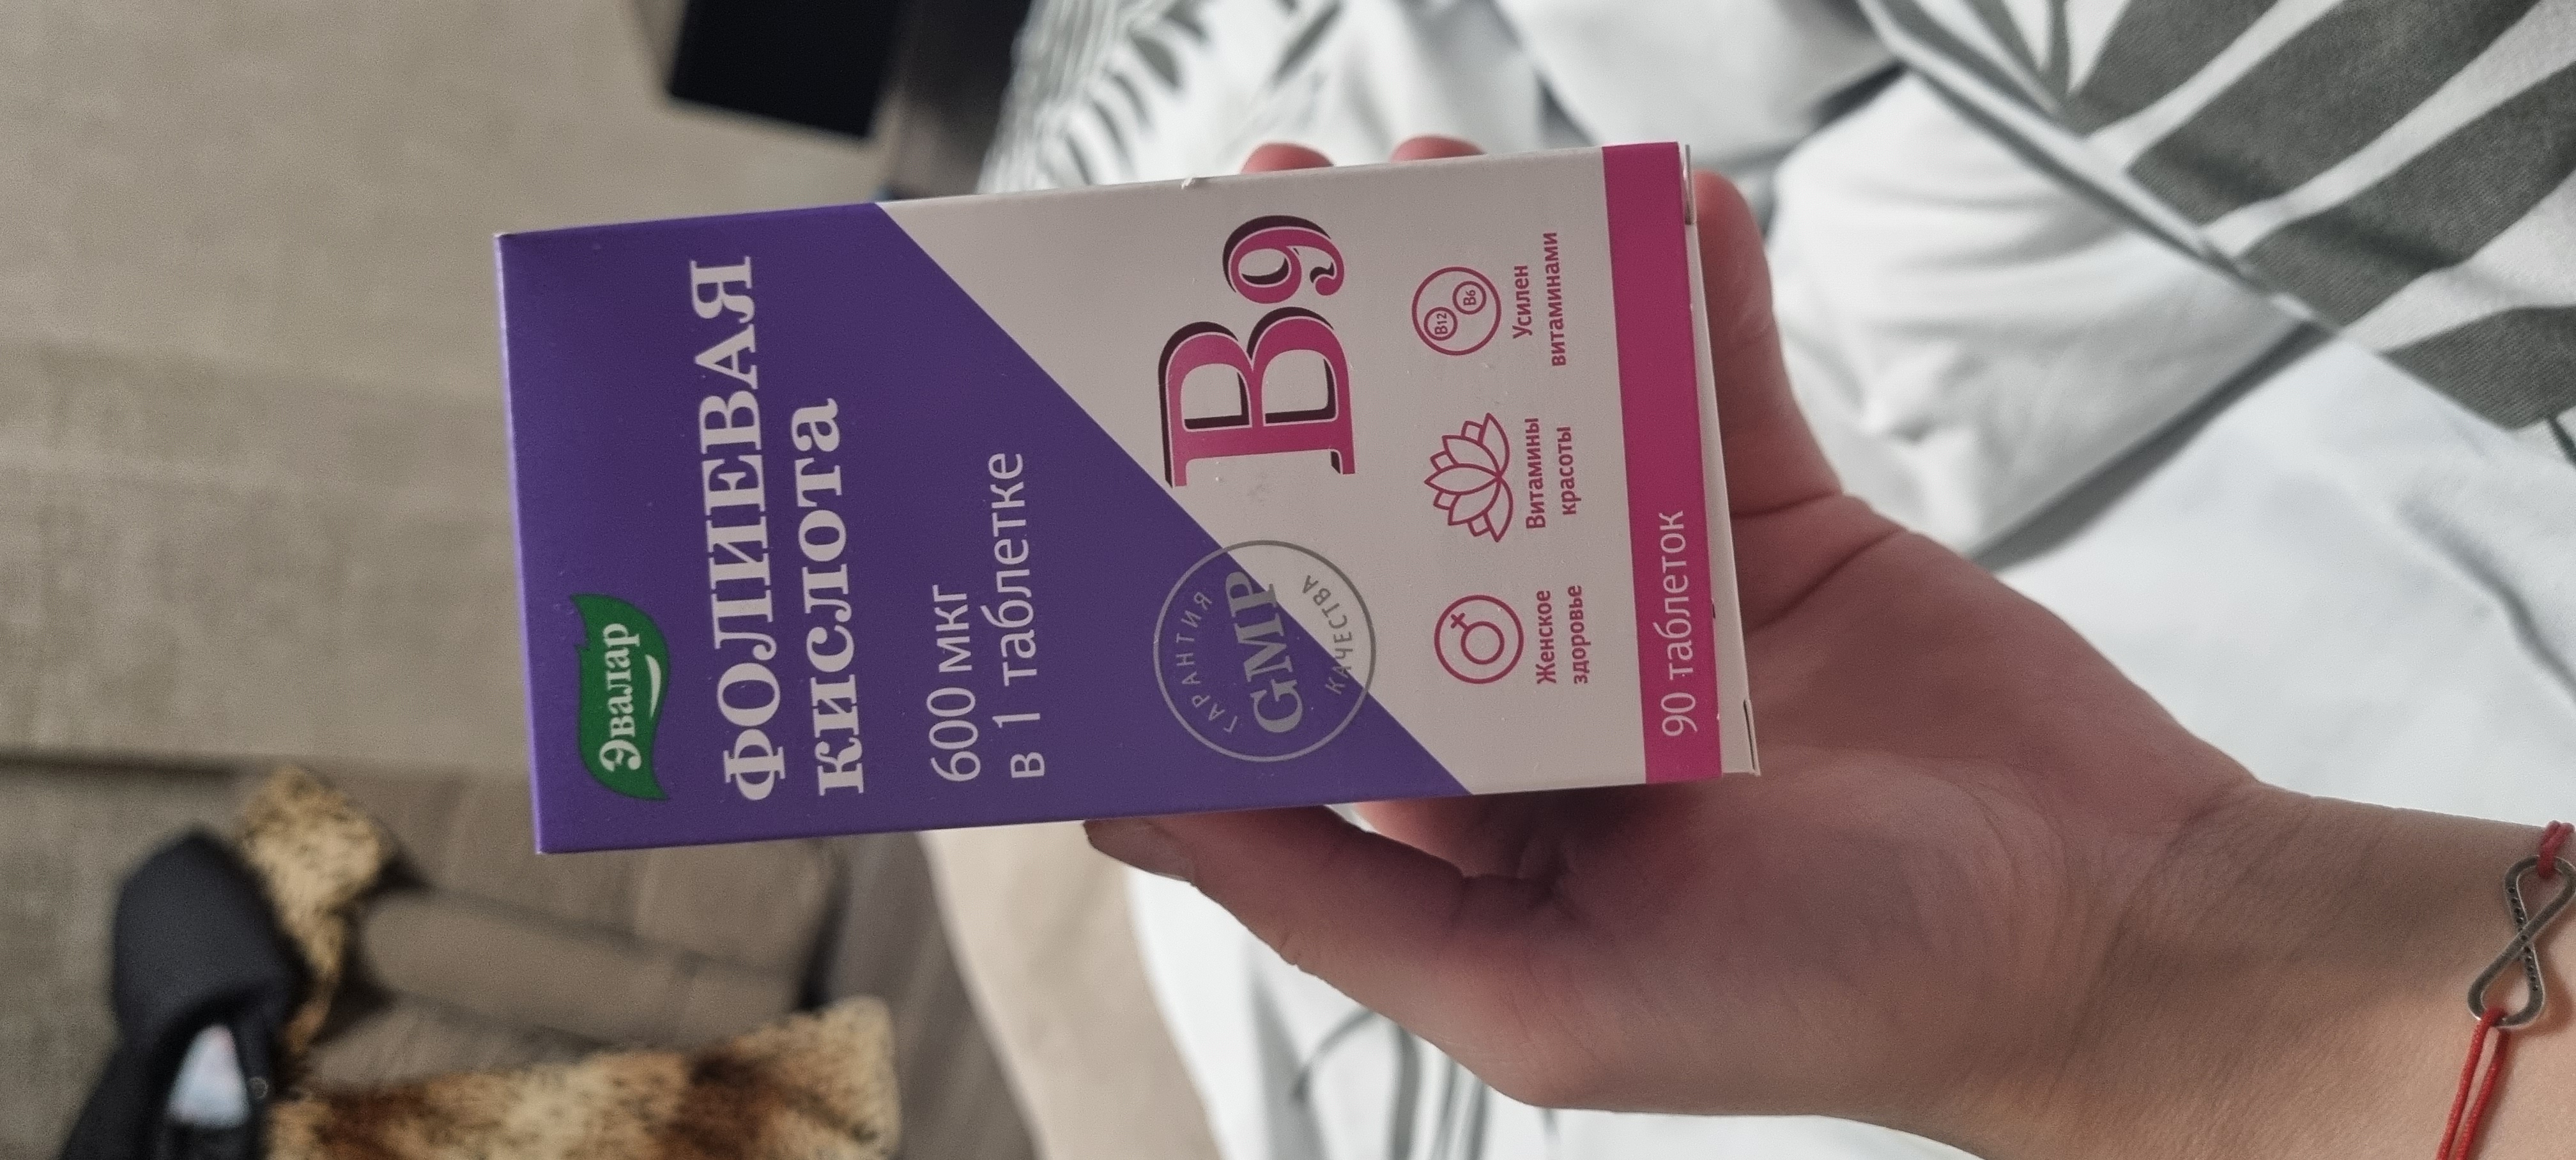 Эвалар
ФОЛИЕВАЯ
кислота
600 мкг
в 1 таблетке
ГАРАНТИЯ
GMP
КАЧЕСТВА
B9
Женское
здоровье
Витамины
красоты
B12
B6
Усилен
витаминами
90 таблеток